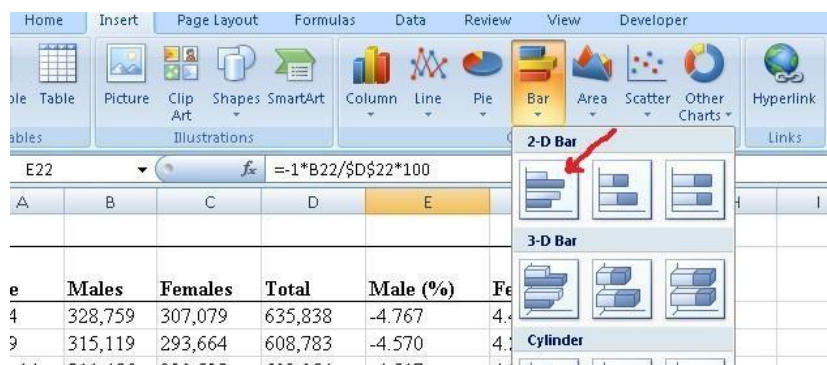 Home Insert Page Layout Formulas Data Review View Developer
Table Picture Clip Art Shapes SmartArt Column Line Pie Bar Area Scatter Other Charts Hyperlink
Illustrations Links
2-D Bar
E22 fx =-1*B22/$D$22*100
A B C D E H I
3-D Bar
Males Females Total Male (%)
4 328,759 307,079 635,838 -4.767
9 315,119 293,664 608,783 -4.570
Cylinder